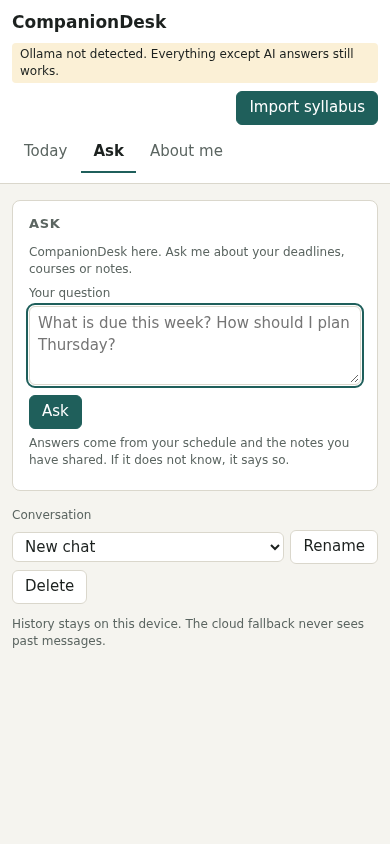 CompanionDesk
Ollama not detected. Everything except AI answers still
works.
Import syllabus
Today
Ask
About me
ASK
CompanionDesk here. Ask me about your deadlines,
courses or notes.
Your question
What is due this week? How should I plan
Thursday?
Ask
Answers come from your schedule and the notes you
have shared. If it does not know, it says so.
Conversation
New chat
Rename
Delete
History stays on this device. The cloud fallback never sees
past messages.